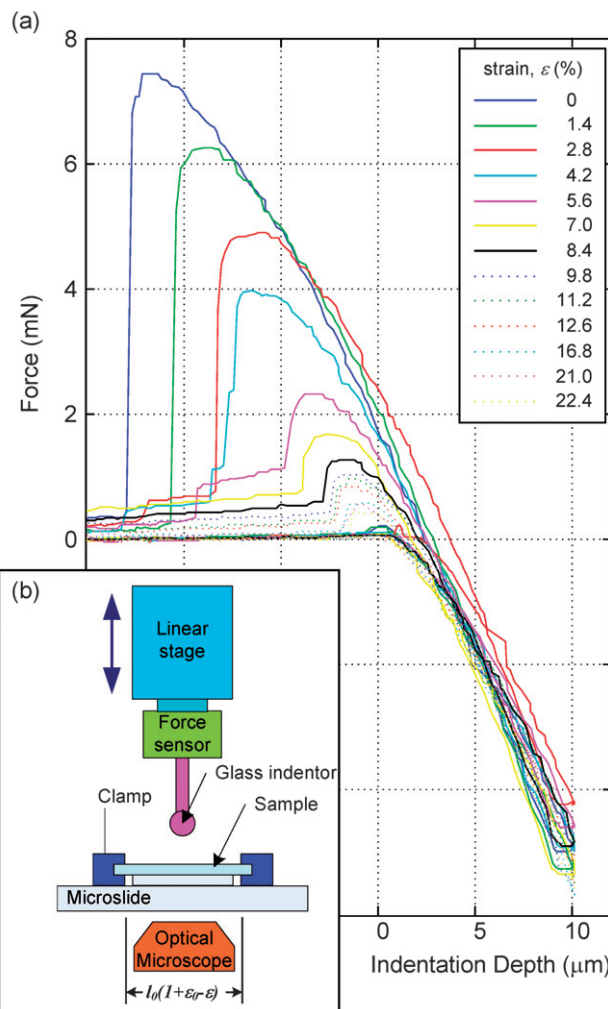 (a)
8
6
4
2
0
Force (mN)
strain, ε (%)
0
1.4
2.8
4.2
5.6
7.0
8.4
9.8
11.2
12.6
16.8
21.0
22.4
(b)
Linear
stage
Force
sensor
Glass indentor
Clamp
Sample
Microslide
Optical
Microscope
l₀(1+ε₀-ε)
0
5
10
Indentation Depth (μm)